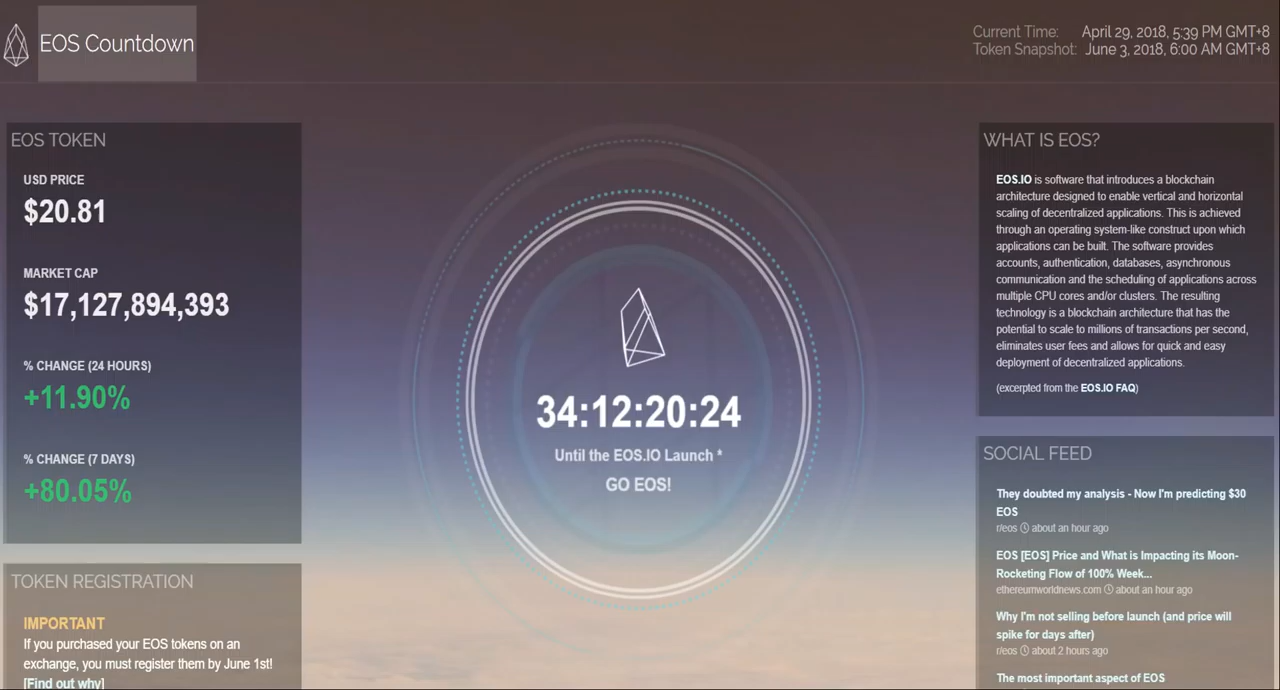 EOS Countdown
Current Time: April 29, 2018, 5:39 PM GMT+8
Token Snapshot: June 3, 2018, 6:00 AM GMT+8
EOS TOKEN
USD PRICE
$20.81
MARKET CAP
$17,127,894,393
% CHANGE (24 HOURS)
+11.90%
% CHANGE (7 DAYS)
+80.05%
TOKEN REGISTRATION
IMPORTANT
If you purchased your EOS tokens on an
exchange, you must register them by June 1st!
[Find out why]
34:12:20:24
Until the EOS.IO Launch *
GO EOS!
WHAT IS EOS?
EOS.IO is software that introduces a blockchain
architecture designed to enable vertical and horizontal
scaling of decentralized applications. This is achieved
through an operating system-like construct upon which
applications can be built. The software provides
accounts, authentication, databases, asynchronous
communication and the scheduling of applications across
multiple CPU cores and/or clusters. The resulting
technology is a blockchain architecture that has the
potential to scale to millions of transactions per second,
eliminates user fees and allows for quick and easy
deployment of decentralized applications.
(excerpted from the EOS.IO FAQ)
SOCIAL FEED
They doubted my analysis - Now I'm predicting $30
EOS
r/eos about an hour ago
EOS [EOS] Price and What is Impacting its Moon-
Rocketing Flow of 100% Week...
ethereumworldnews.com about an hour ago
Why I'm not selling before launch (and price will
spike for days after)
r/eos about 2 hours ago
The most important aspect of EOS